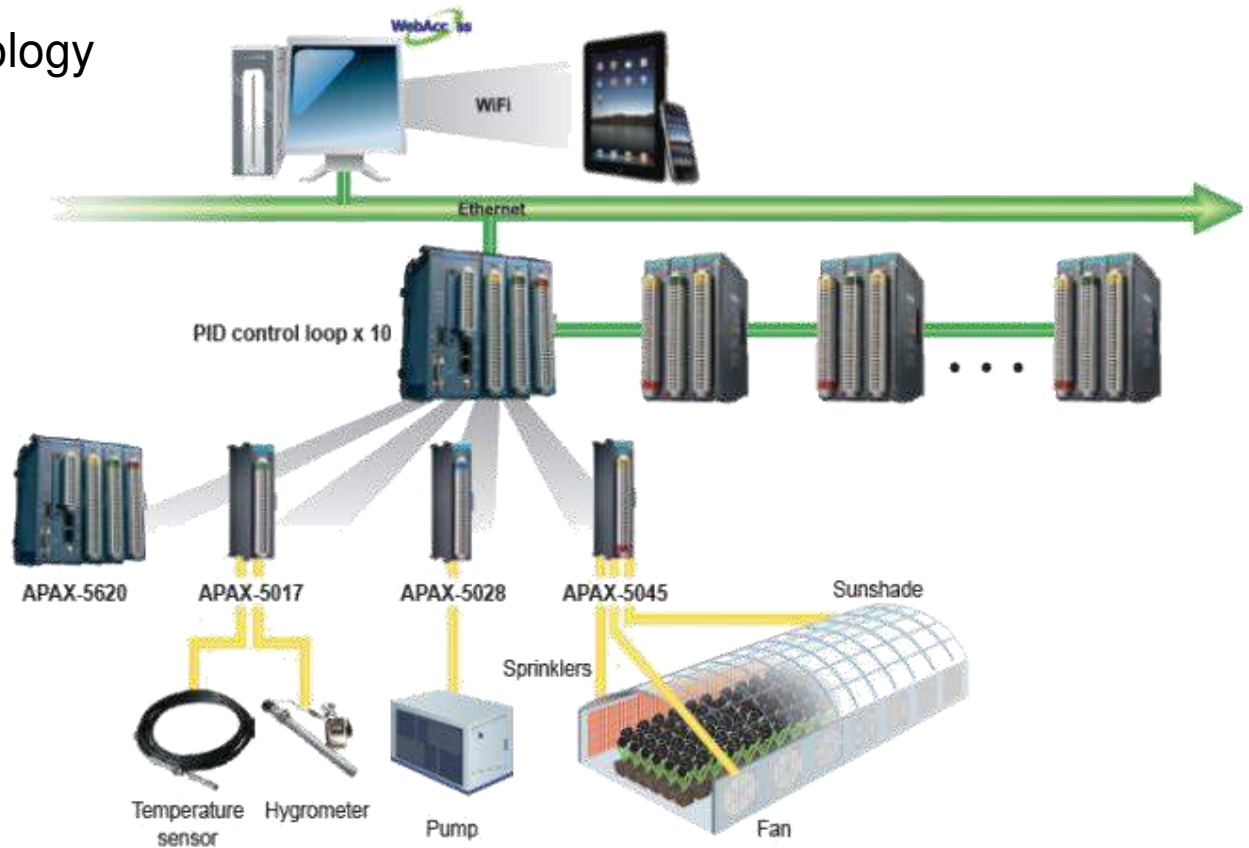 ology
WebAccess
WiFi
Ethernet
PID control loop x 10
APAX-5620
APAX-5017
APAX-5028
APAX-5045
Sunshade
Sprinklers
Temperature
sensor
Hygrometer
Pump
Fan